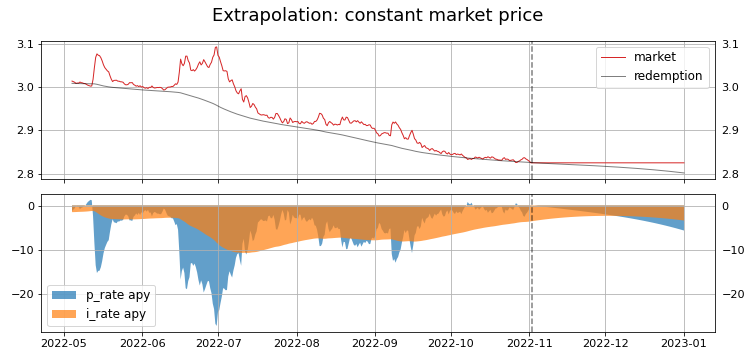 Extrapolation: constant market price
3.1
3.0
2.9
2.8
3.1
3.0
2.9
2.8
market
redemption
0
−10
−20
0
−10
−20
p_rate apy
i_rate apy
2022-05 2022-06 2022-07 2022-08 2022-09 2022-10 2022-11 2022-12 2023-01